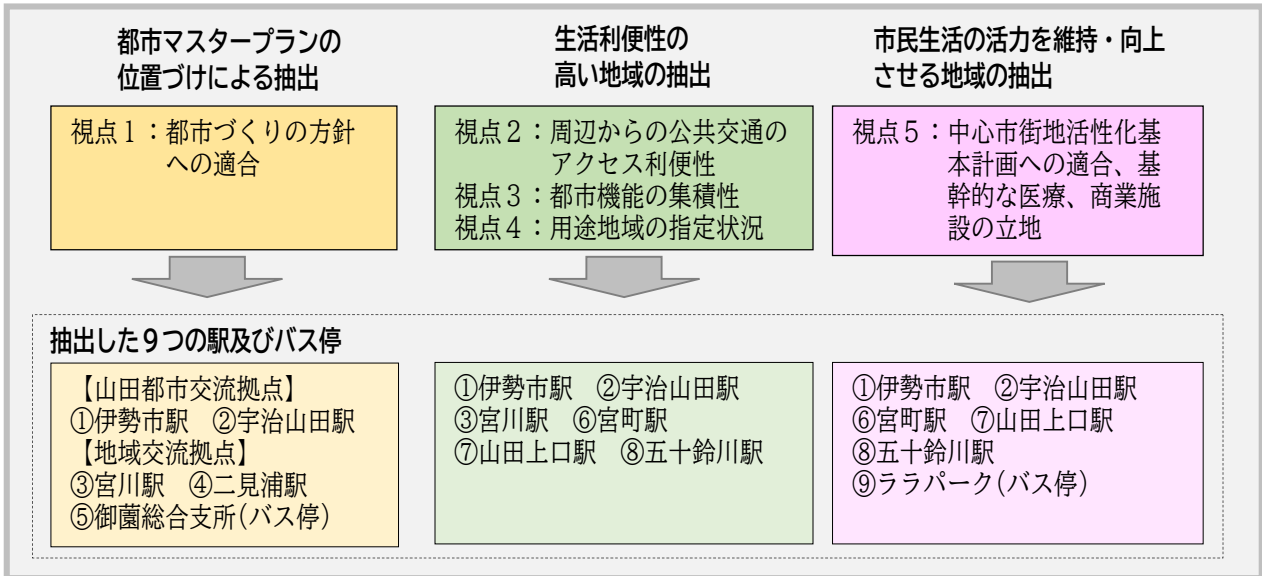 都市マスタープランの
位置づけによる抽出
視点１：都市づくりの方針
への適合
生活利便性の
高い地域の抽出
視点２：周辺からの公共交通の
アクセス利便性
視点３：都市機能の集積性
視点４：用途地域の指定状況
市民生活の活力を維持・向上
させる地域の抽出
視点５：中心市街地活性化基
本計画への適合、基
幹的な医療、商業施
設の立地
抽出した９つの駅及びバス停
【山田都市交流拠点】
①伊勢市駅　②宇治山田駅
【地域交流拠点】
③宮川駅　④二見浦駅
⑤御薗総合支所(バス停)
①伊勢市駅　②宇治山田駅
③宮川駅　⑥宮町駅
⑦山田上口駅　⑧五十鈴川駅
①伊勢市駅　②宇治山田駅
⑥宮町駅　⑦山田上口駅
⑧五十鈴川駅
⑨ララパーク(バス停)